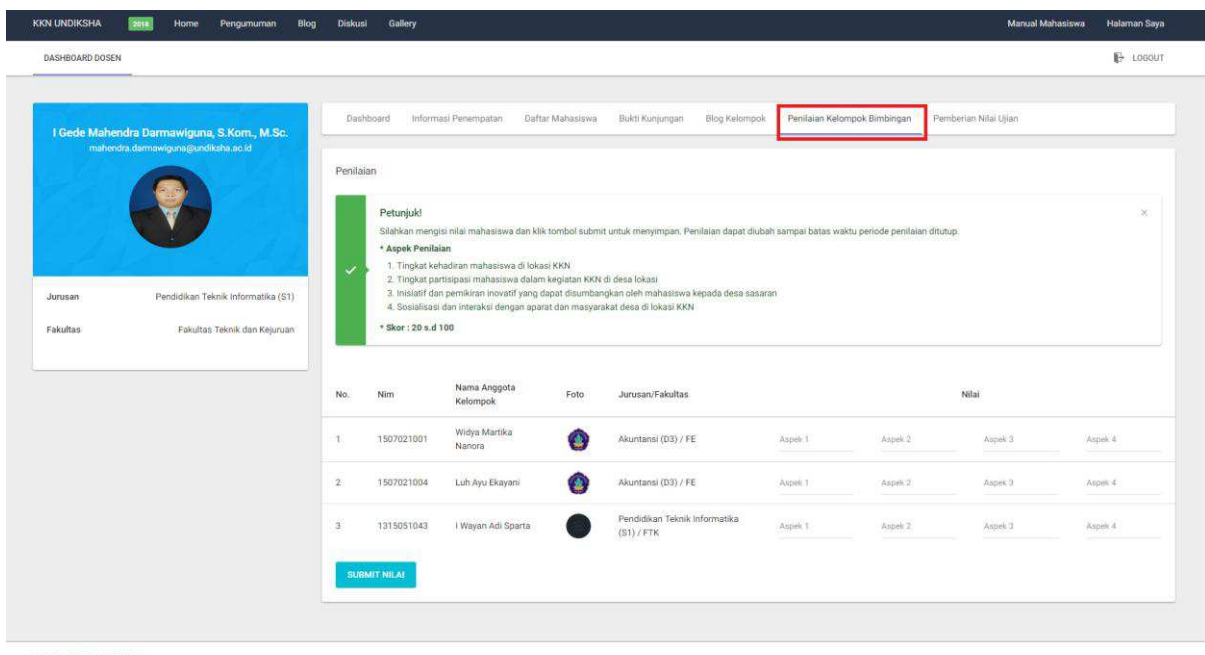 KKN UNDIKSHA 2018 Home Pengumuman Blog Diskusi Gallery Manual Mahasiswa Halaman Saya
DASHBOARD DOSEN LOGOUT
I Gede Mahendra Darmawiguna, S.Kom., M.Sc.
mahendra.darmawiguna@undiksha.ac.id
Jurusan Pendidikan Teknik Informatika (S1)
Fakultas Fakultas Teknik dan Kejuruan
Dashboard Informasi Penempatan Daftar Mahasiswa Bukti Kunjungan Blog Kelompok Penilaian Kelompok Bimbingan Pemberian Nilai Ujian
Penilaian
Petunjuk! ×
Silahkan mengisi nilai mahasiswa dan klik tombol submit untuk menyimpan. Penilaian dapat diubah sampai batas waktu periode penilaian ditutup.
* Aspek Penilaian
1. Tingkat kehadiran mahasiswa di lokasi KKN
2. Tingkat partisipasi mahasiswa dalam kegiatan KKN di desa lokasi
3. Inisiatif dan pemikiran inovatif yang dapat disumbangkan oleh mahasiswa kepada desa sasaran
4. Sosialisasi dan interaksi dengan aparat dan masyarakat desa di lokasi KKN
* Skor : 20 s.d 100
No. Nim Nama Anggota Kelompok Foto Jurusan/Fakultas Nilai
1 1507021001 Widya Martika Nanora Akuntansi (D3) / FE Aspek 1 Aspek 2 Aspek 3 Aspek 4
2 1507021004 Luh Ayu Ekayani Akuntansi (D3) / FE Aspek 1 Aspek 2 Aspek 3 Aspek 4
3 1315051043 I Wayan Adi Sparta Pendidikan Teknik Informatika (S1) / FTK Aspek 1 Aspek 2 Aspek 3 Aspek 4
SUBMIT NILAI